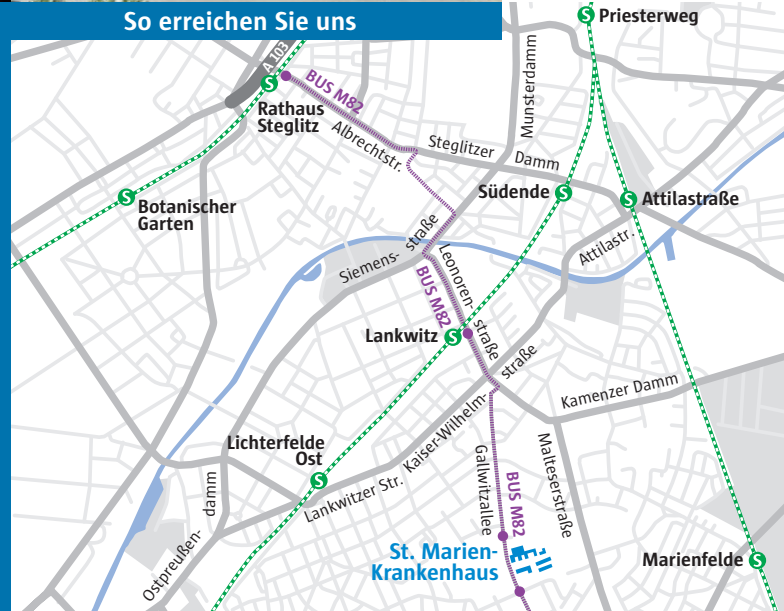 So erreichen Sie uns
S Priesterweg
A 103
S
BUS M82
Rathaus
Steglitz
Albrechtstr.
Steglitzer Damm
Munsterdamm
S
Botanischer
Garten
Südende S
S Attilastraße
Siemens-
straße
Attilastr.
Leonoren-
straße
BUS M82
Lankwitz S
Kaiser-Wilhelm-
straße
Kamenzer Damm
Lichterfelde
Ost
S
Lankwitzer Str.
Ostpreußen-
damm
Gallwitzallee
BUS M82
Malteserstraße
St. Marien-
Krankenhaus
Marienfelde S